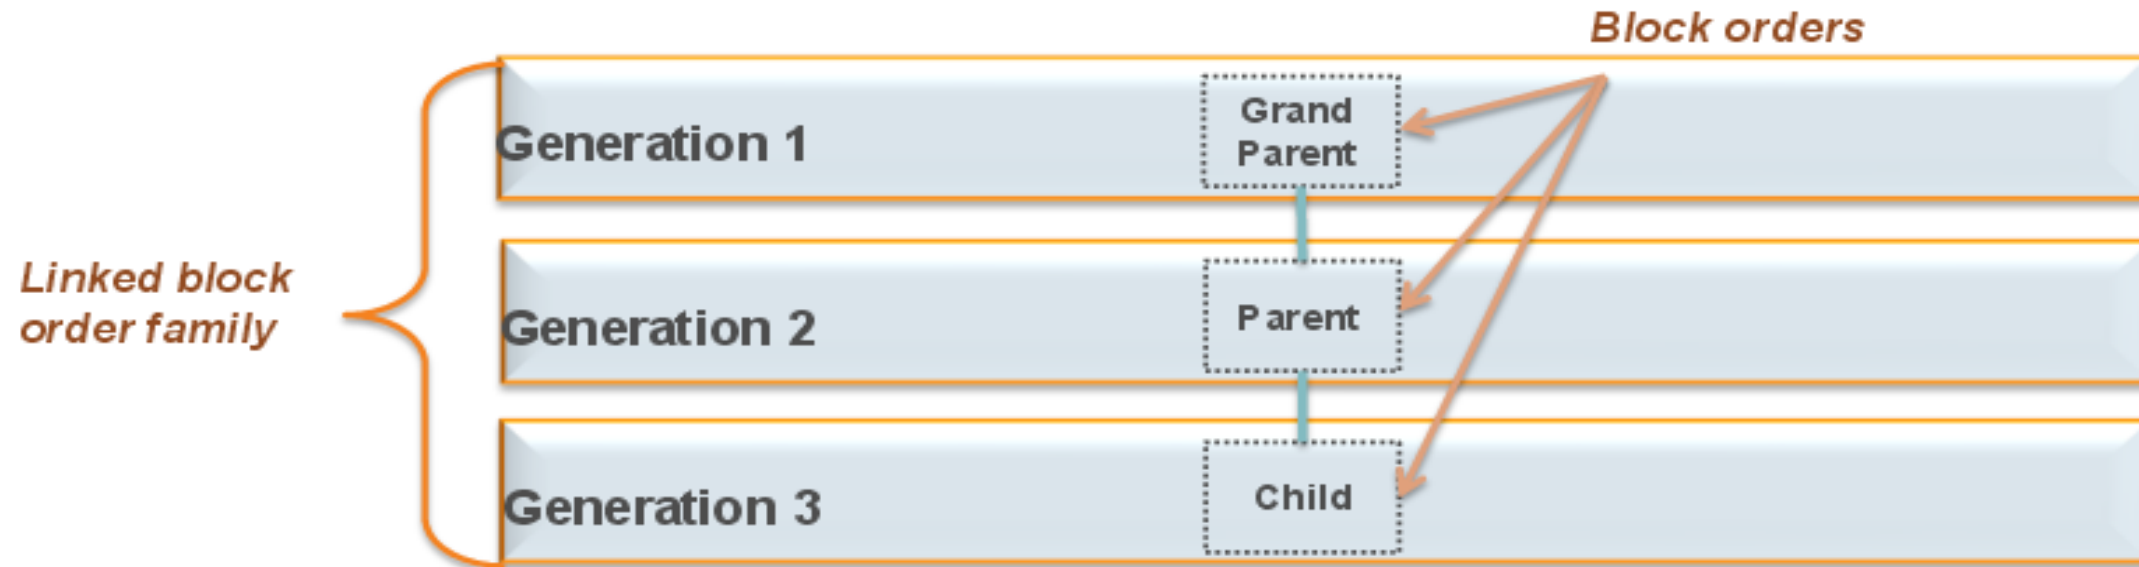 Block orders
Generation 1
Grand
Parent
Linked block
order family
Generation 2
Parent
Generation 3
Child